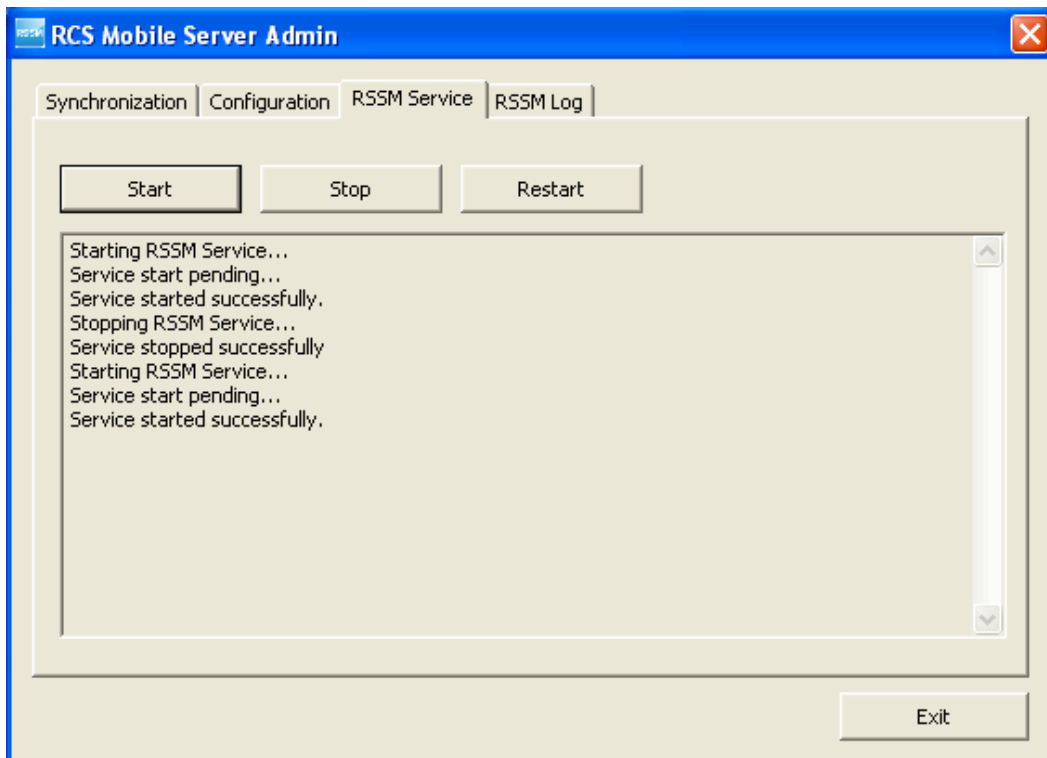 RSSM RCS Mobile Server Admin
Synchronization Configuration RSSM Service RSSM Log
Start Stop Restart
Starting RSSM Service...
Service start pending...
Service started successfully.
Stopping RSSM Service...
Service stopped successfully
Starting RSSM Service...
Service start pending...
Service started successfully.
Exit